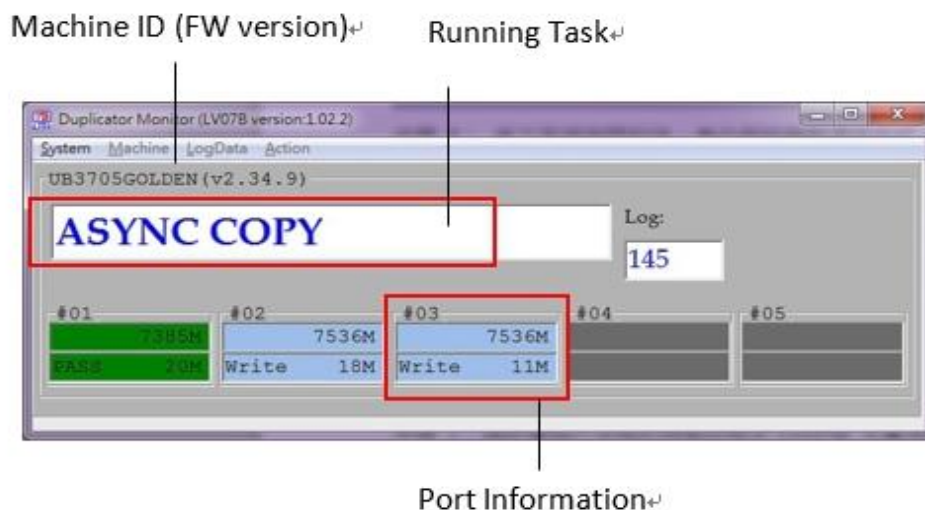 Machine ID (FW version)↵
Running Task↵
Duplicator Monitor (LV07B version:1.02.2)
System Machine LogData Action
UB3705GOLDEN(v2.34.9)
ASYNC COPY
Log:
145
#01 #02 #03 #04 #05
7385M 7536M 7536M
PASS 20M Write 18M Write 11M
Port Information↵